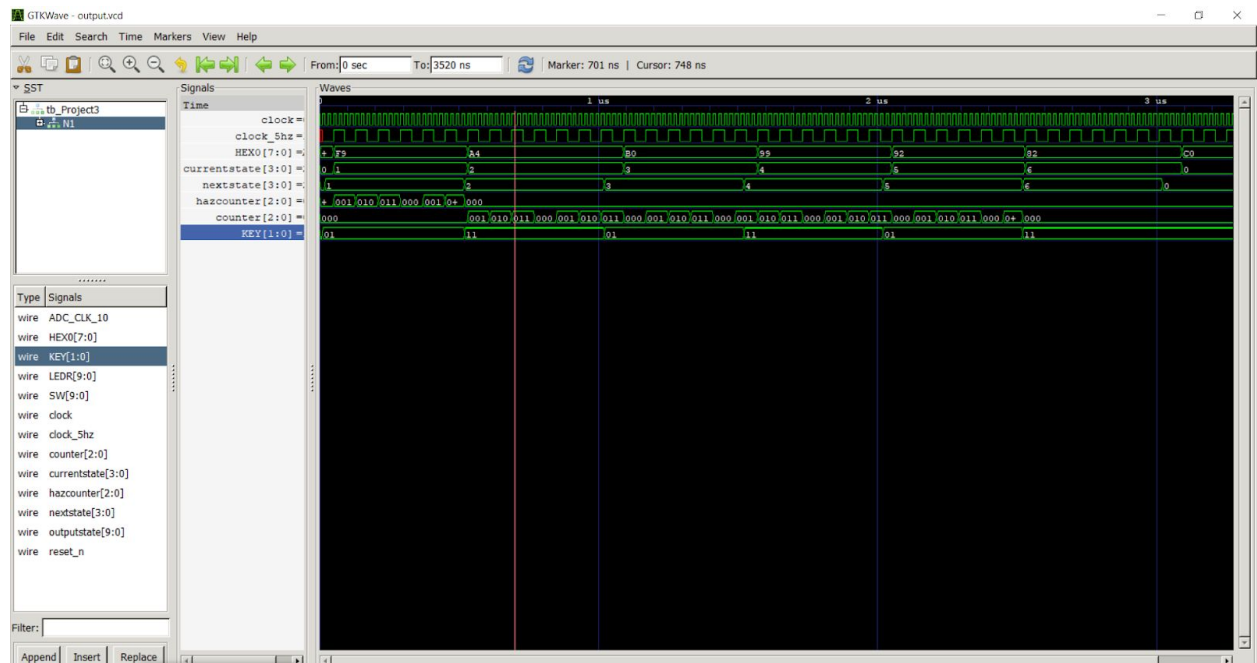 GTKWave - output.vcd
File Edit Search Time Markers View Help
From: 0 sec To: 3520 ns Marker: 701 ns | Cursor: 748 ns
SST
tb_Project3
N1
Type Signals
wire ADC_CLK_10
wire HEX0[7:0]
wire KEY[1:0]
wire LEDR[9:0]
wire SW[9:0]
wire clock
wire clock_5hz
wire counter[2:0]
wire currentstate[3:0]
wire hazcounter[2:0]
wire nextstate[3:0]
wire outputstate[9:0]
wire reset_n
Filter:
Append Insert Replace
Signals
Time
clock =
clock_5hz =
HEX0[7:0] =
currentstate[3:0] =
nextstate[3:0] =
hazcounter[2:0] =
counter[2:0] =
KEY[1:0] =
Waves
1 us 2 us 3 us
+ F9 A4 B0 99 92 82 C0
0 1 2 3 4 5 6 0
1 2 3 4 5 6 0
+ 001 010 011 000 001 0+ 000
000 001 010 011 000 001 010 011 000 001 010 011 000 001 010 011 000 001 010 011 000 001 010 011 000 0+ 000
01 11 01 11 01 11